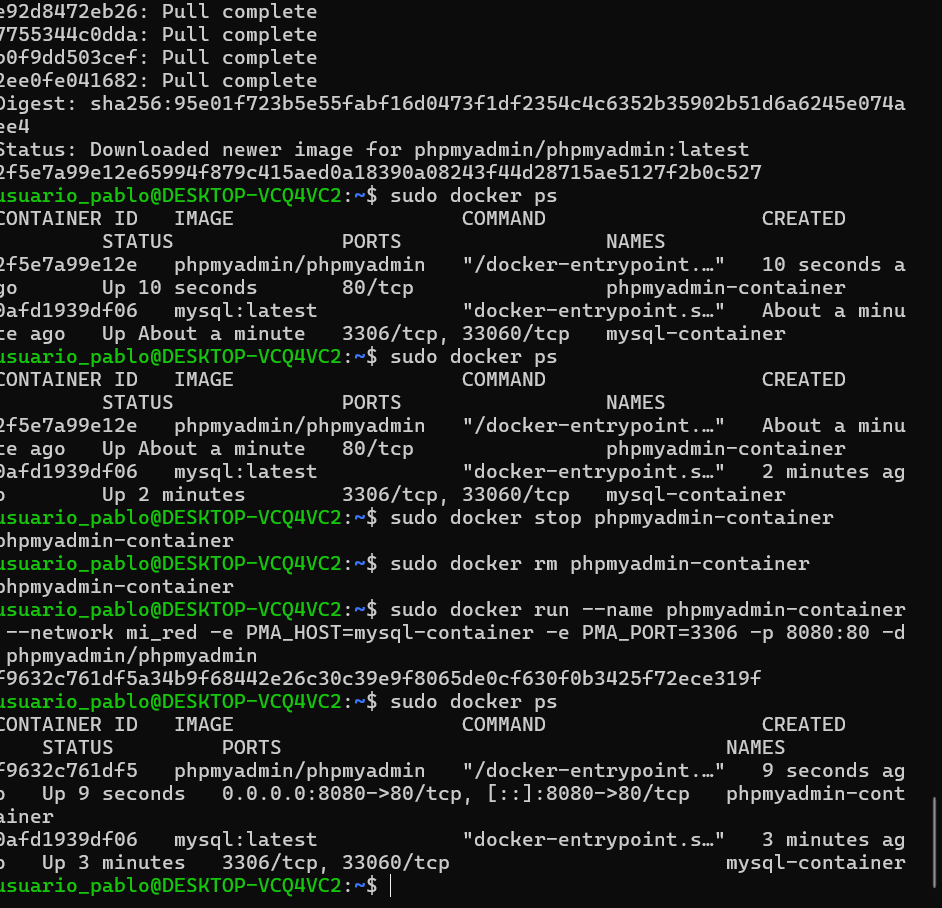 e92d8472eb26: Pull complete
7755344c0dda: Pull complete
b0f9dd503cef: Pull complete
2ee0fe041682: Pull complete
Digest: sha256:95e01f723b5e55fabf16d0473f1df2354c4c6352b35902b51d6a6245e074a
ee4
Status: Downloaded newer image for phpmyadmin/phpmyadmin:latest
2f5e7a99e12e65994f879c415aed0a18390a08243f44d28715ae5127f2b0c527
usuario_pablo@DESKTOP-VCQ4VC2:~$ sudo docker ps
CONTAINER ID   IMAGE                   COMMAND                  CREATED
         STATUS              PORTS                 NAMES
2f5e7a99e12e   phpmyadmin/phpmyadmin   "/docker-entrypoint.…"   10 seconds a
go       Up 10 seconds       80/tcp                phpmyadmin-container
0afd1939df06   mysql:latest            "docker-entrypoint.s…"   About a minu
te ago   Up About a minute   3306/tcp, 33060/tcp   mysql-container
usuario_pablo@DESKTOP-VCQ4VC2:~$ sudo docker ps
CONTAINER ID   IMAGE                   COMMAND                  CREATED
         STATUS              PORTS                 NAMES
2f5e7a99e12e   phpmyadmin/phpmyadmin   "/docker-entrypoint.…"   About a minu
te ago   Up About a minute   80/tcp                phpmyadmin-container
0afd1939df06   mysql:latest            "docker-entrypoint.s…"   2 minutes ag
o        Up 2 minutes        3306/tcp, 33060/tcp   mysql-container
usuario_pablo@DESKTOP-VCQ4VC2:~$ sudo docker stop phpmyadmin-container
phpmyadmin-container
usuario_pablo@DESKTOP-VCQ4VC2:~$ sudo docker rm phpmyadmin-container
phpmyadmin-container
usuario_pablo@DESKTOP-VCQ4VC2:~$ sudo docker run --name phpmyadmin-container
 --network mi_red -e PMA_HOST=mysql-container -e PMA_PORT=3306 -p 8080:80 -d
 phpmyadmin/phpmyadmin
f9632c761df5a34b9f68442e26c30c39e9f8065de0cf630f0b3425f72ece319f
usuario_pablo@DESKTOP-VCQ4VC2:~$ sudo docker ps
CONTAINER ID   IMAGE                   COMMAND                  CREATED
    STATUS         PORTS                                     NAMES
f9632c761df5   phpmyadmin/phpmyadmin   "/docker-entrypoint.…"   9 seconds ag
o   Up 9 seconds   0.0.0.0:8080->80/tcp, [::]:8080->80/tcp   phpmyadmin-cont
ainer
0afd1939df06   mysql:latest            "docker-entrypoint.s…"   3 minutes ag
o   Up 3 minutes   3306/tcp, 33060/tcp                       mysql-container
usuario_pablo@DESKTOP-VCQ4VC2:~$